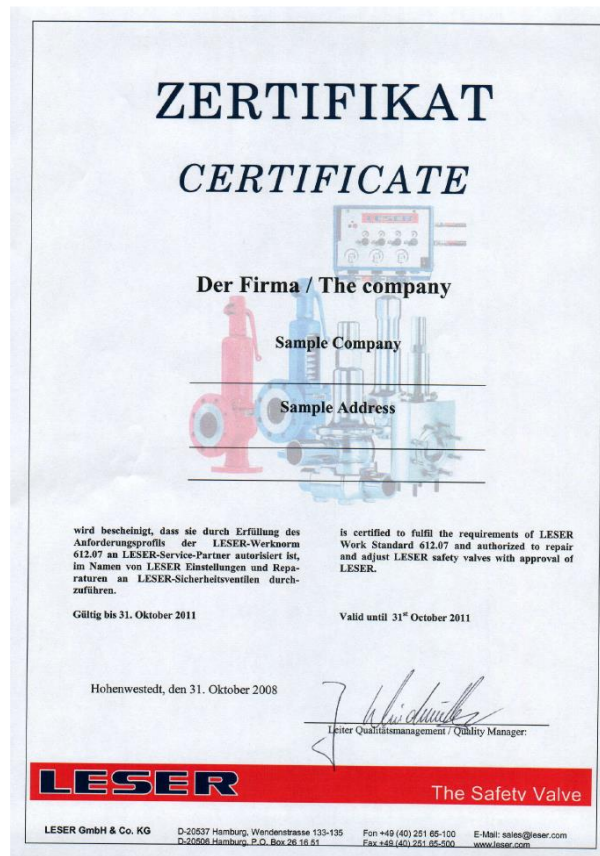 ZERTIFIKAT
CERTIFICATE
LESER
Der Firma / The company
Sample Company
Sample Address
wird bescheinigt, dass sie durch Erfüllung des
Anforderungsprofils der LESER-Werknorm
612.07 an LESER-Service-Partner autorisiert ist,
im Namen von LESER Einstellungen und Repa-
raturen an LESER-Sicherheitsventilen durch-
zuführen.
Gültig bis 31. Oktober 2011
is certified to fulfil the requirements of LESER
Work Standard 612.07 and authorized to repair
and adjust LESER safety valves with approval of
LESER.
Valid until 31st October 2011
Hohenwestedt, den 31. Oktober 2008
Leiter Qualitätsmanagement / Quality Manager:
LESER
The Safety Valve
LESER GmbH & Co. KG
D-20537 Hamburg, Wendenstrasse 133-135
D-20506 Hamburg, P.O. Box 26 16 51
Fon +49 (40) 251 65-100
Fax +49 (40) 251 65-500
E-Mail: sales@leser.com
www.leser.com